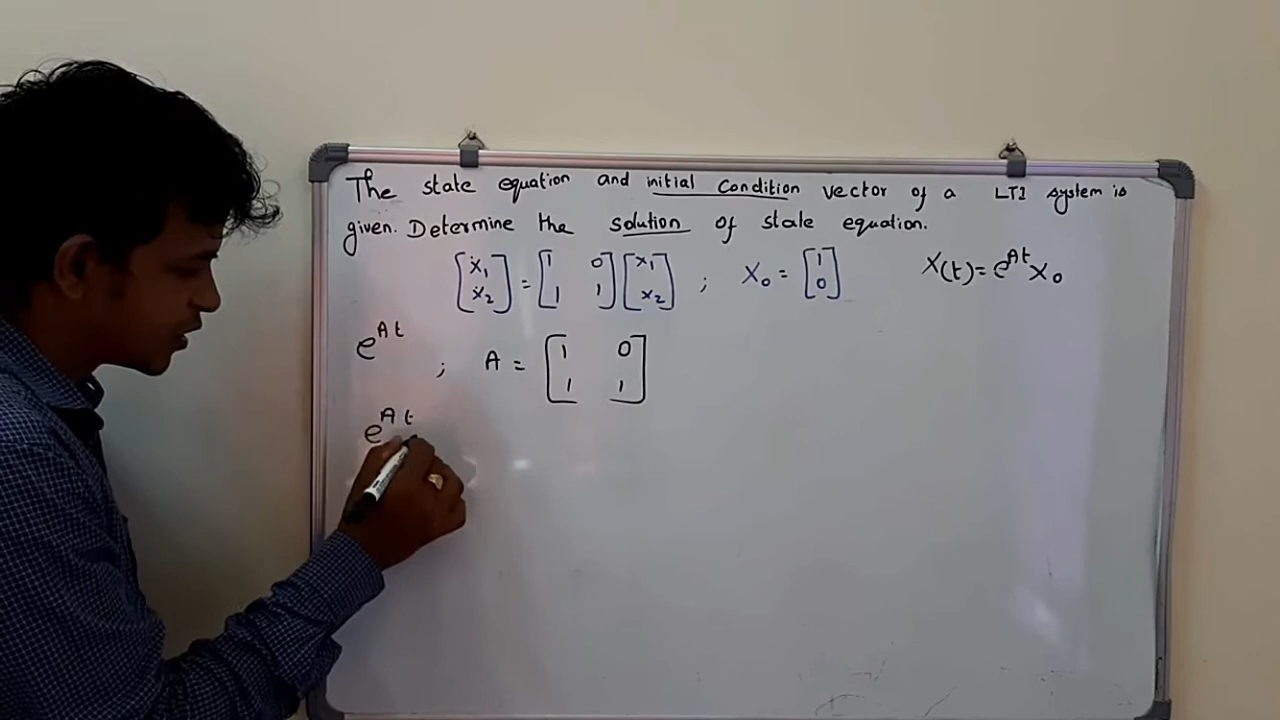 The state equation and initial condition vector of a LTI system is
given. Determine the solution of state equation.
[ẋ₁ ẋ₂] = [1 0 1 1] [x₁ x₂] ; X₀ = [1 0] X(t) = e^At X₀
e^At ; A = [1 0 1 1]
e^At